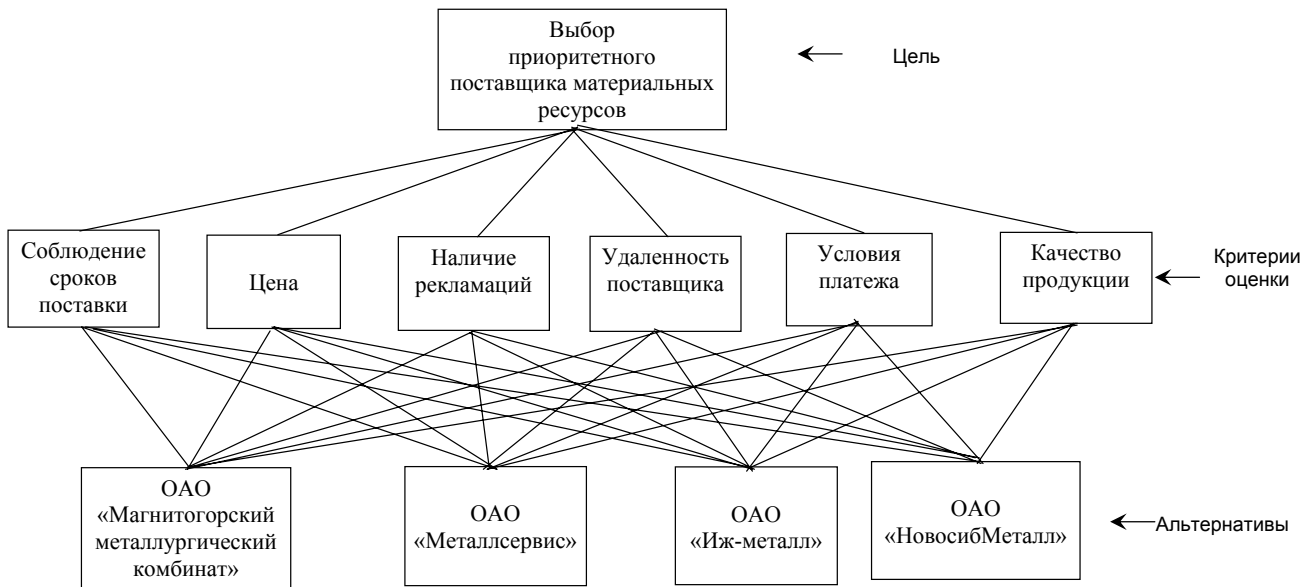 Выбор
приоритетного
поставщика материальных
ресурсов
Цель
Соблюдение
сроков
поставки
Цена
Наличие
рекламаций
Удаленность
поставщика
Условия
платежа
Качество
продукции
Критерии
оценки
ОАО
«Магнитогорский
металлургический
комбинат»
ОАО
«Металлсервис»
ОАО
«Иж-металл»
ОАО
«НовосибМеталл»
Альтернативы